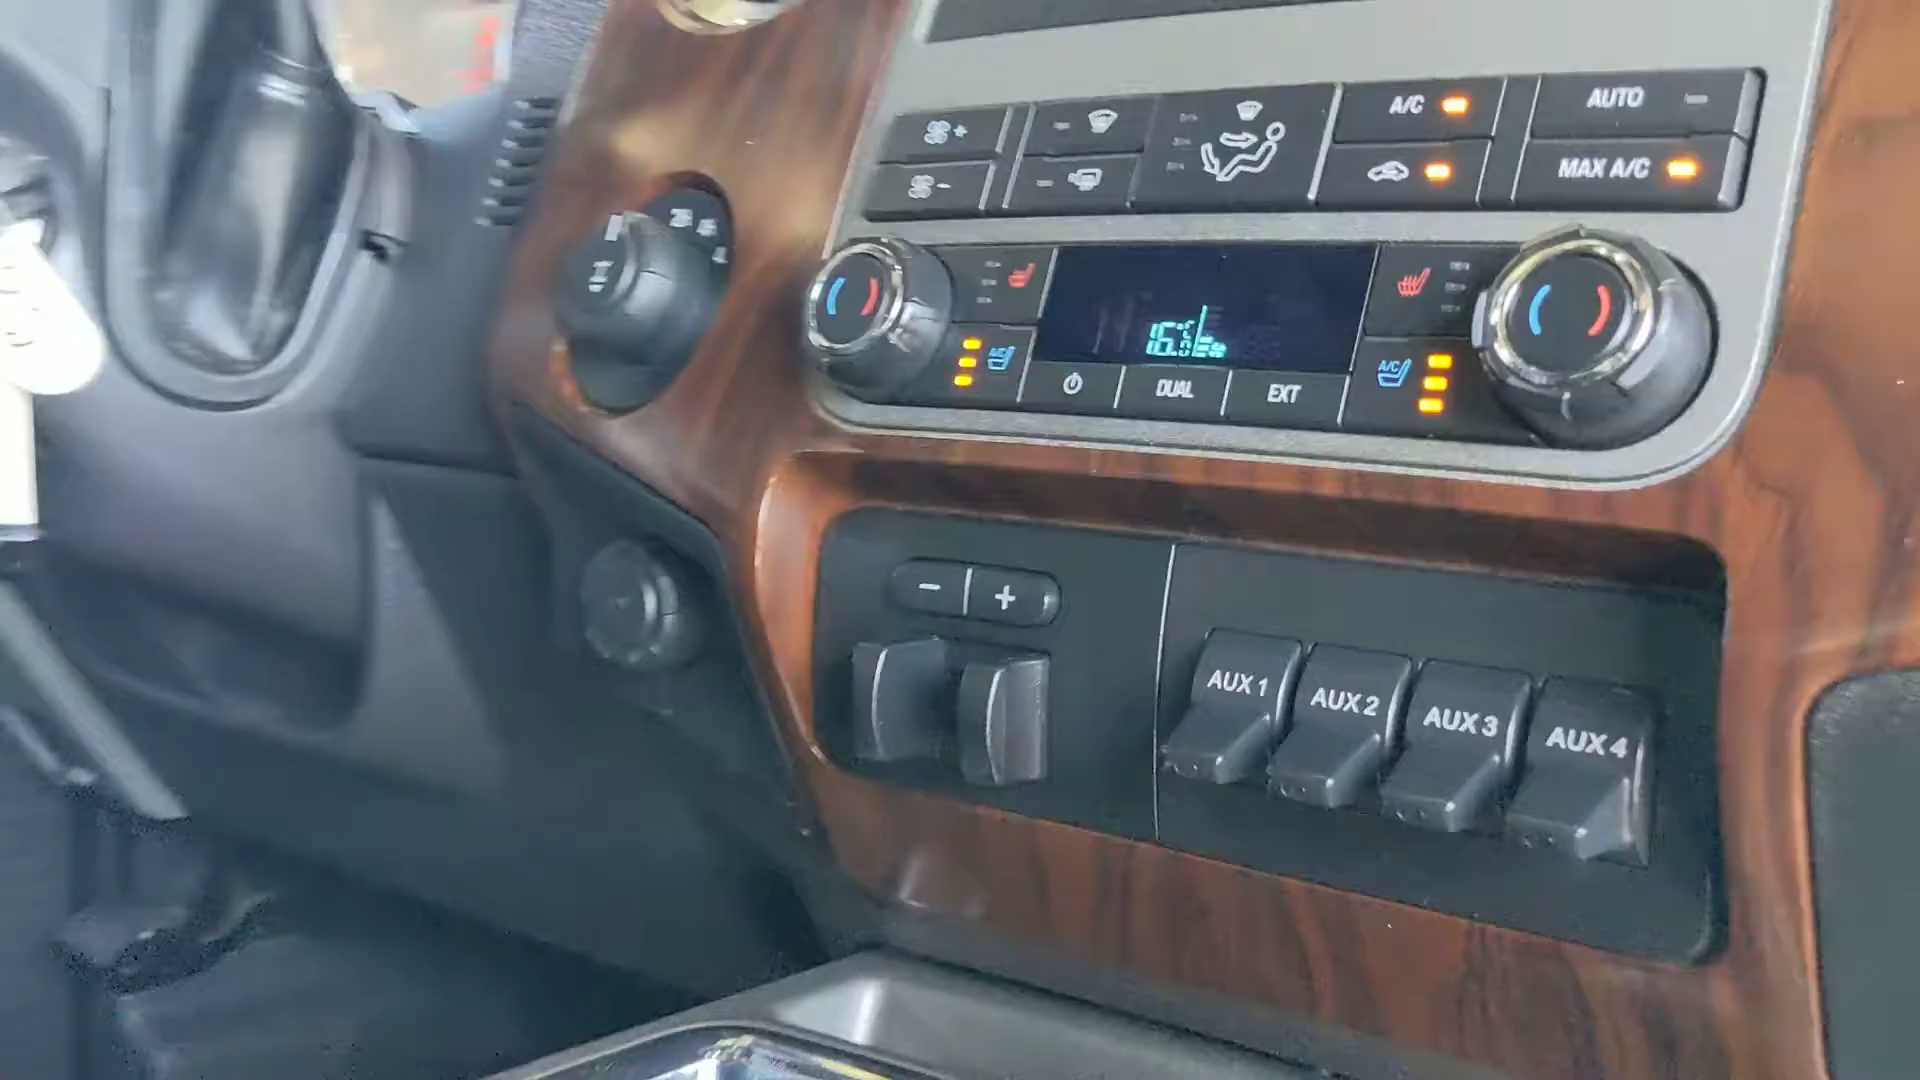 A/C
AUTO
MAX A/C
A/C
DUAL
EXT
- +
AUX 1
AUX 2
AUX 3
AUX 4